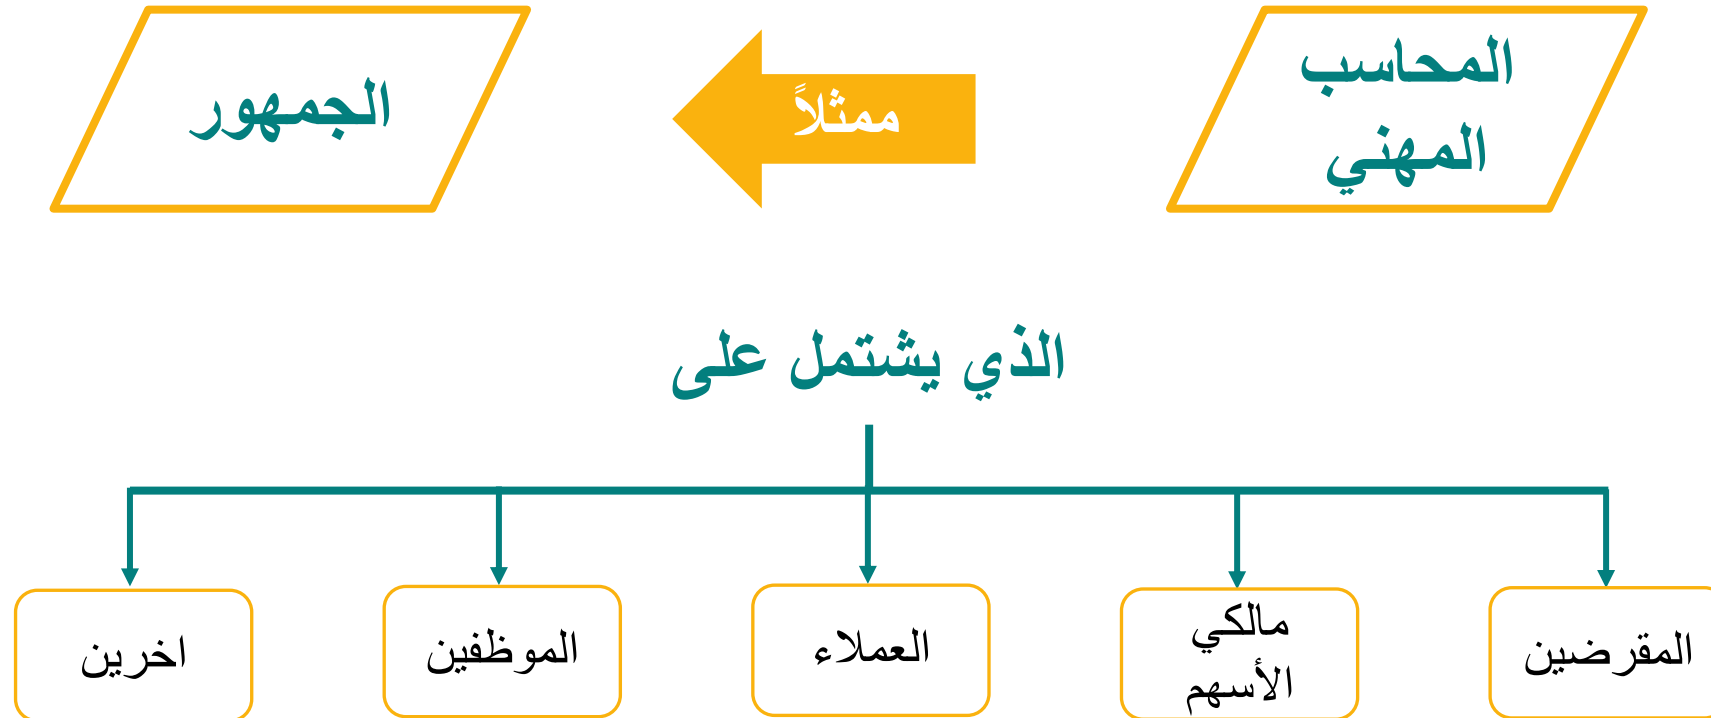 المحاسب
المهني
ممثلاً
الجمهور
الذي يشتمل على
المقرضين
مالكي
الأسهم
العملاء
الموظفين
اخرين